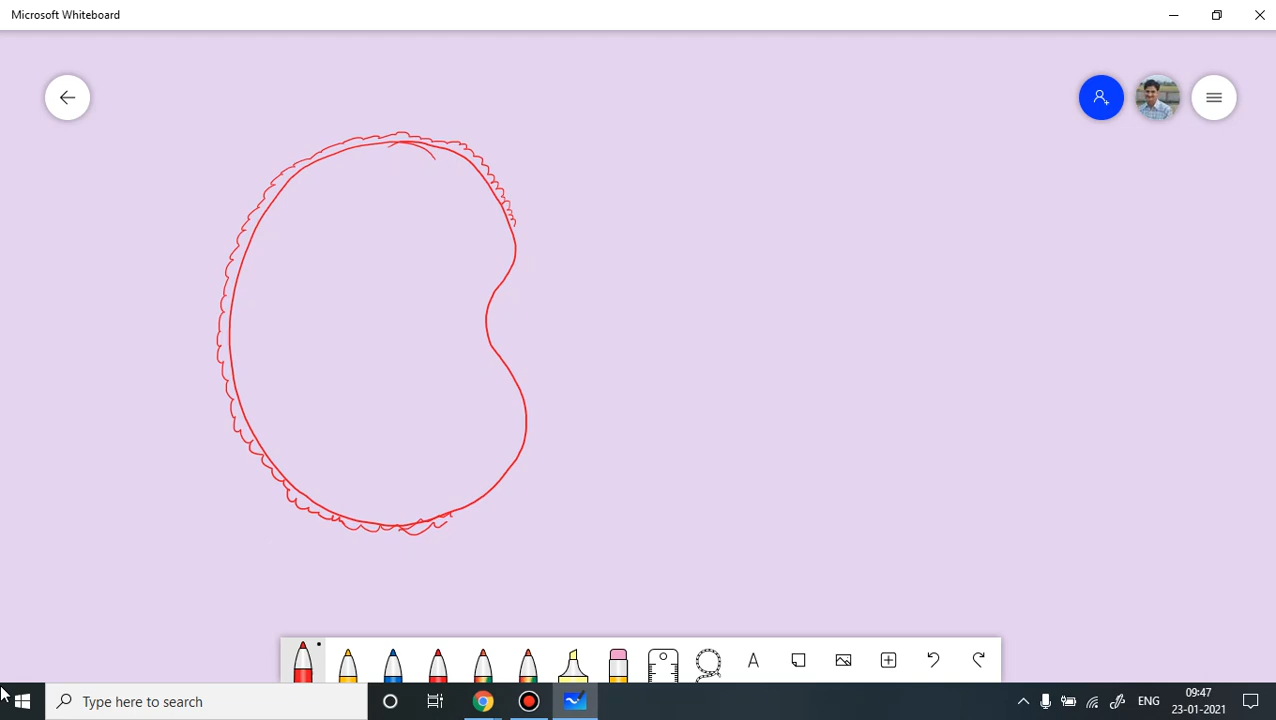 Microsoft Whiteboard
A
Type here to search
ENG
09:47
23-01-2021